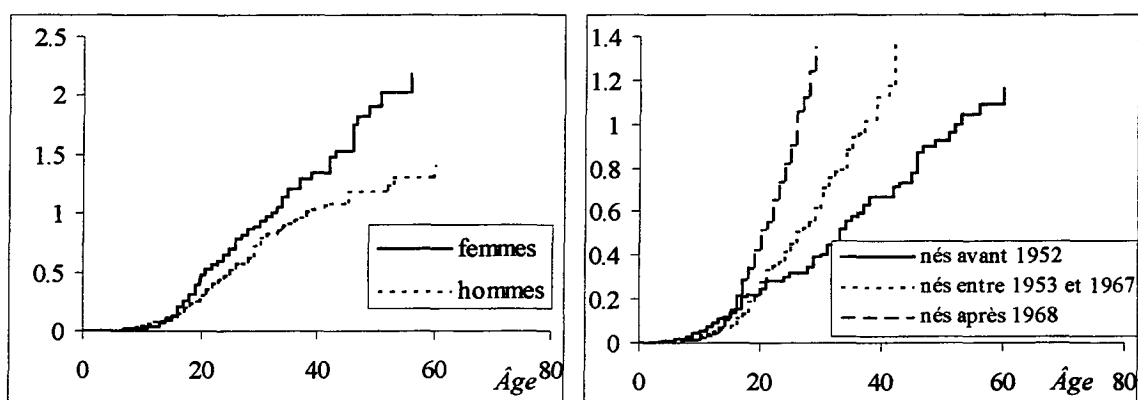 2.5
2
1.5
1
0.5
0
0 20 40 60 80
Âge
femmes
hommes
1.4
1.2
1
0.8
0.6
0.4
0.2
0
0 20 40 60 80
Âge
nés avant 1952
nés entre 1953 et 1967
nés après 1968